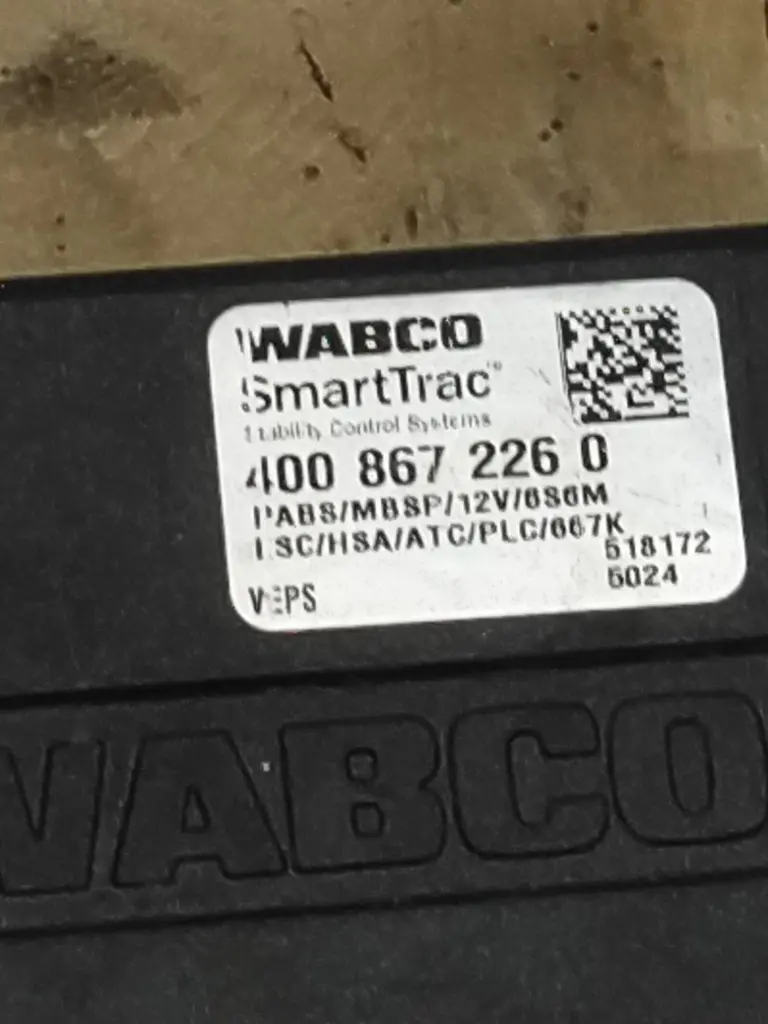 WABCO
SmartTrac™
Stability Control Systems
400 867 226 0
PABS/MBSP/12V/6S6M
ESC/HSA/ATC/PLC/667K
518172
5024
VEPS
WABCO